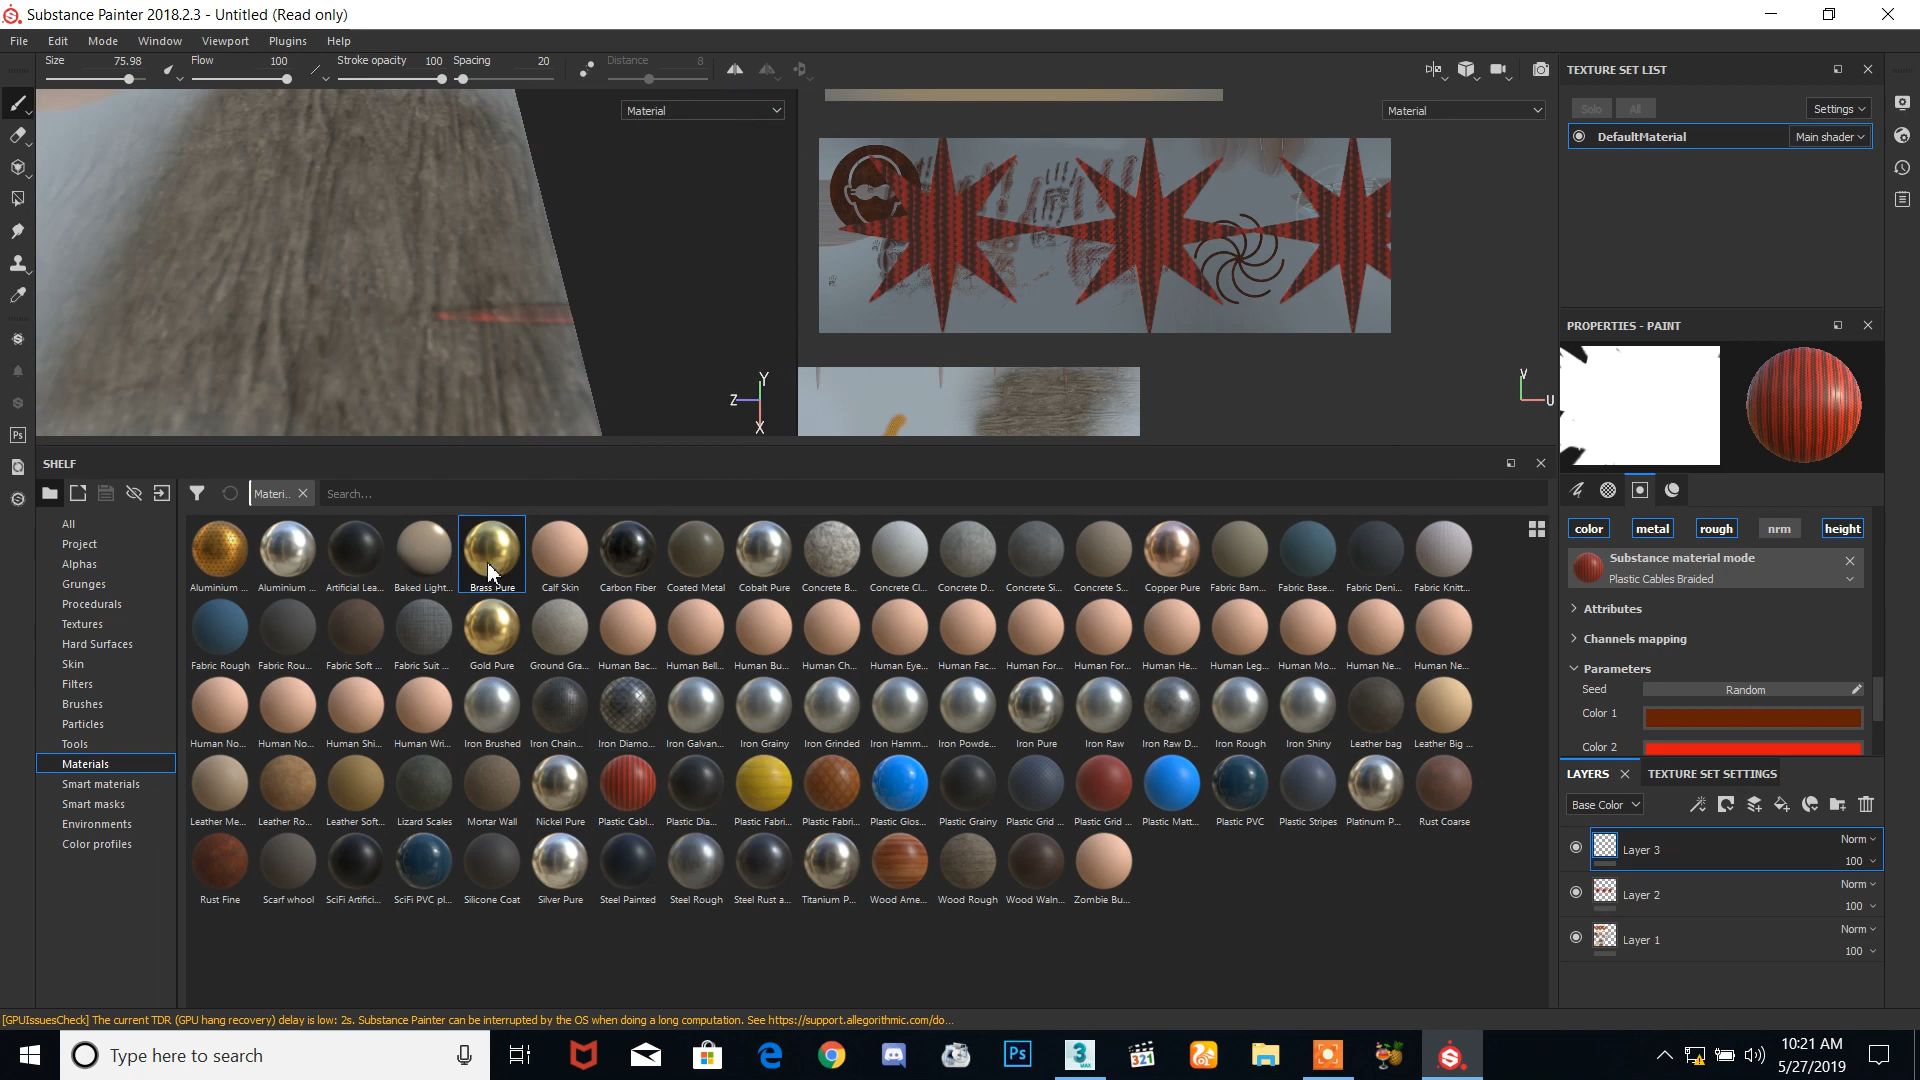 Substance Painter 2018.2.3 - Untitled (Read only)
File Edit Mode Window Viewport Plugins Help
Size 75.98 Flow 100 Stroke opacity 100 Spacing 20 Distance 8
Material
Material
Z Y X
V U
TEXTURE SET LIST
Solo All Settings
DefaultMaterial Main shader
PROPERTIES - PAINT
color metal rough nrm height
Substance material mode
Plastic Cables Braided
Attributes
Channels mapping
Parameters
Seed Random
Color 1
Color 2
LAYERS TEXTURE SET SETTINGS
Base Color
Layer 3 Norm 100
Layer 2 Norm 100
Layer 1 Norm 100
SHELF
Materi.. Search...
All
Project
Alphas
Grunges
Procedurals
Textures
Hard Surfaces
Skin
Filters
Brushes
Particles
Tools
Materials
Smart materials
Smart masks
Environments
Color profiles
Aluminium ... Aluminium ... Artificial Lea... Baked Light... Brass Pure Calf Skin Carbon Fiber Coated Metal Cobalt Pure Concrete B... Concrete Cl... Concrete D... Concrete Si... Concrete S... Copper Pure Fabric Bam... Fabric Base... Fabric Deni... Fabric Knitt...
Fabric Rough Fabric Rou... Fabric Soft ... Fabric Suit ... Gold Pure Ground Gra... Human Bac... Human Bell... Human Bu... Human Ch... Human Eye... Human Fac... Human For... Human For... Human He... Human Leg... Human Mo... Human Ne... Human Ne...
Human No... Human No... Human Shi... Human Wri... Iron Brushed Iron Chain... Iron Diamo... Iron Galvan... Iron Grainy Iron Grinded Iron Hamm... Iron Powde... Iron Pure Iron Raw Iron Raw D... Iron Rough Iron Shiny Leather bag Leather Big ...
Leather Me... Leather Ro... Leather Soft... Lizard Scales Mortar Wall Nickel Pure Plastic Cabl... Plastic Dia... Plastic Fabri... Plastic Fabri... Plastic Glos... Plastic Grainy Plastic Grid ... Plastic Grid ... Plastic Matt... Plastic PVC Plastic Stripes Platinum P... Rust Coarse
Rust Fine Scarf whool SciFi Artifici... SciFi PVC pl... Silicone Coat Silver Pure Steel Painted Steel Rough Steel Rust a... Titanium P... Wood Ame... Wood Rough Wood Waln... Zombie Bu...
[GPUIssuesCheck] The current TDR (GPU hang recovery) delay is low: 2s. Substance Painter can be interrupted by the OS when doing a long computation. See https://support.allegorithmic.com/do...
Type here to search
Ps
3
MAX
321
10:21 AM
5/27/2019
Ps